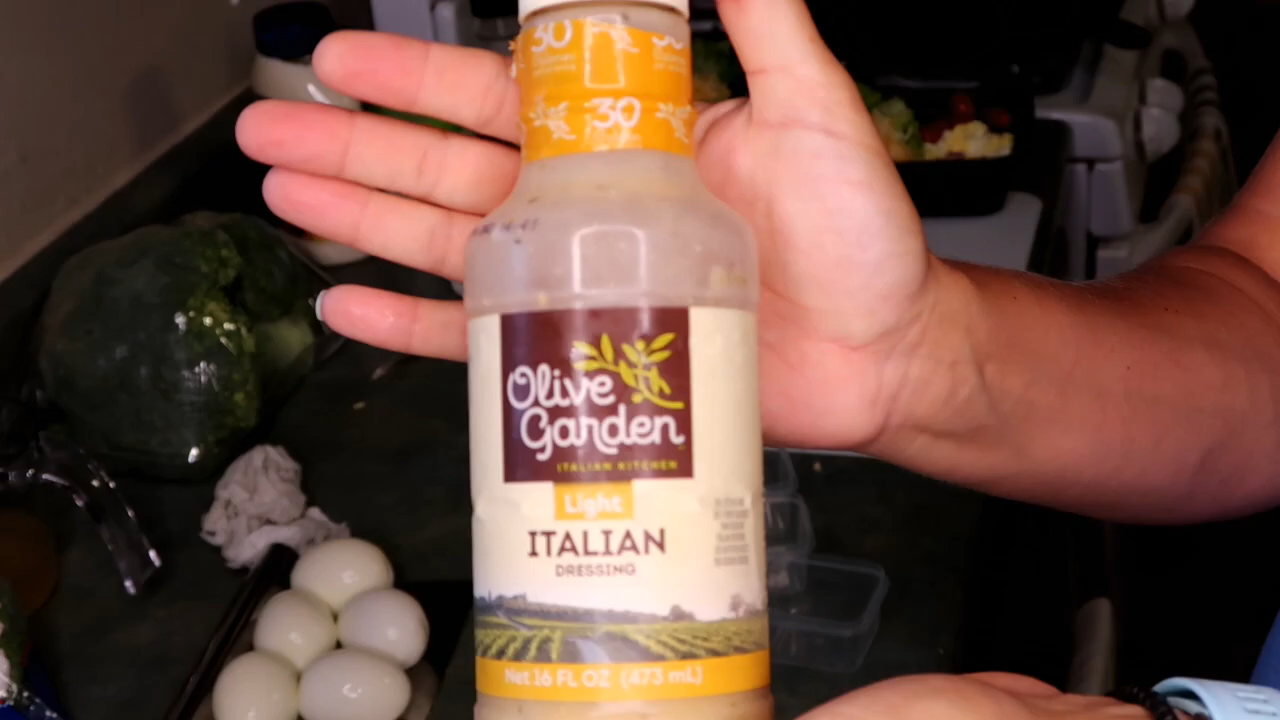 30
30
Olive
Garden
ITALIAN KITCHEN
Light
ITALIAN
DRESSING
Net 16 FL OZ (473 mL)